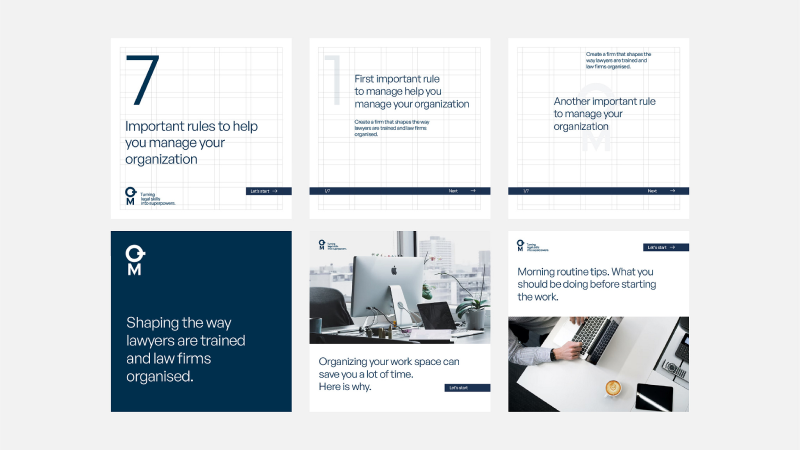 7
Important rules to help
you manage your
organization
OM
Turning
legal skills
into superpowers.
Let's start →
1
First important rule
to manage help you
manage your organization
Create a firm that shapes the way
lawyers are trained and law firms
organised.
1/7
Next →
Create a firm that shapes the
way lawyers are trained and
law firms organised.
Another important rule
to manage your
organization
OM
1/7
Next →
OM
Shaping the way
lawyers are trained
and law firms
organised.
OM
Turning
legal skills
into superpowers.
Organizing your work space can
save you a lot of time.
Here is why.
Let's start
OM
Turning
legal skills
into superpowers.
Let's start →
Morning routine tips. What you
should be doing before starting
the work.